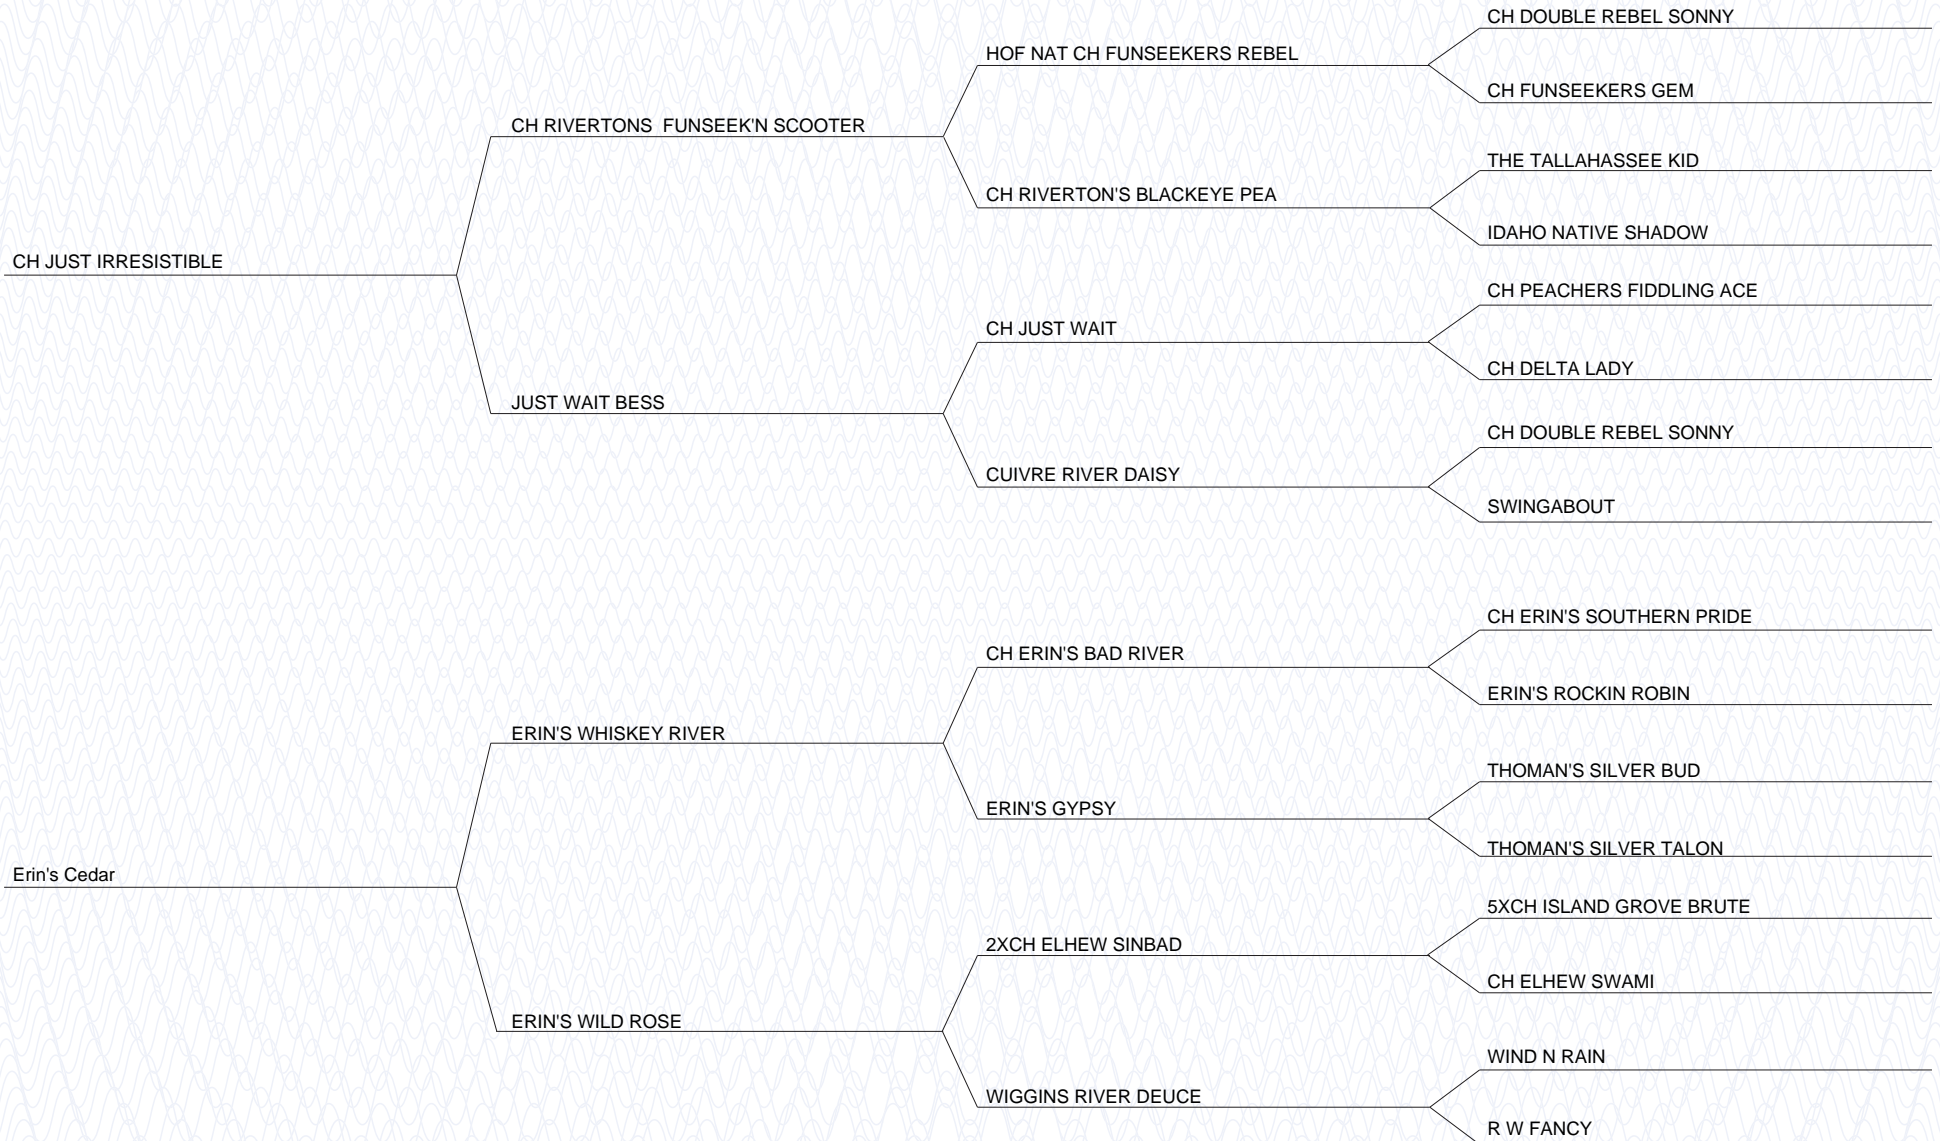 CH DOUBLE REBEL SONNY
HOF NAT CH FUNSEEKERS REBEL
CH FUNSEEKERS GEM
CH RIVERTONS  FUNSEEK'N SCOOTER
THE TALLAHASSEE KID
CH RIVERTON'S BLACKEYE PEA
IDAHO NATIVE SHADOW
CH JUST IRRESISTIBLE
CH PEACHERS FIDDLING ACE
CH JUST WAIT
CH DELTA LADY
JUST WAIT BESS
CH DOUBLE REBEL SONNY
CUIVRE RIVER DAISY
SWINGABOUT
CH ERIN'S SOUTHERN PRIDE
CH ERIN'S BAD RIVER
ERIN'S ROCKIN ROBIN
ERIN'S WHISKEY RIVER
THOMAN'S SILVER BUD
ERIN'S GYPSY
THOMAN'S SILVER TALON
Erin's Cedar
5XCH ISLAND GROVE BRUTE
2XCH ELHEW SINBAD
CH ELHEW SWAMI
ERIN'S WILD ROSE
WIND N RAIN
WIGGINS RIVER DEUCE
R W FANCY